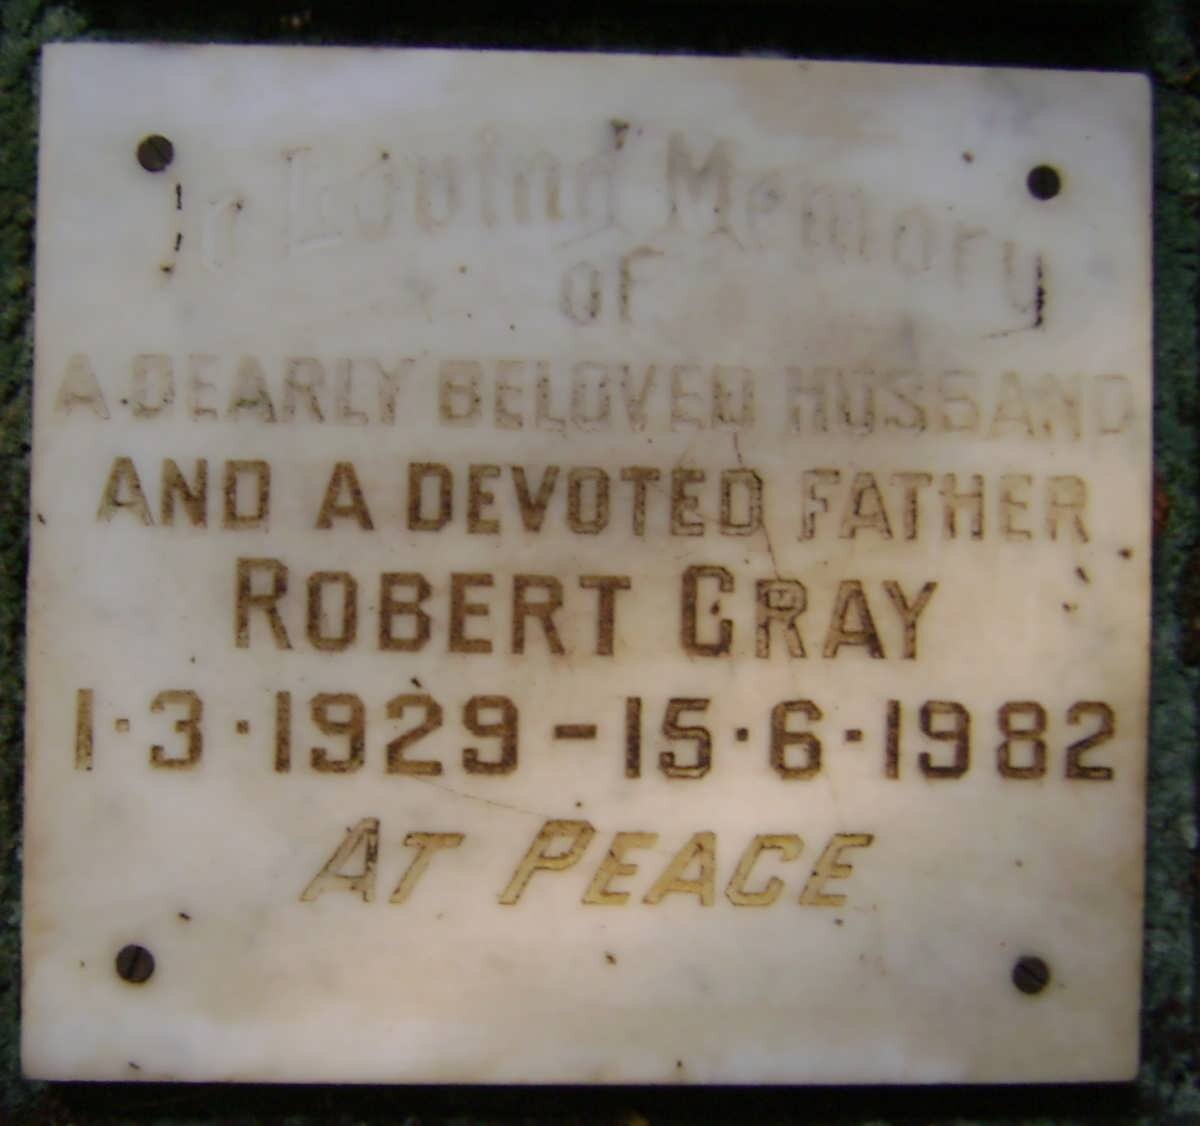 In Loving Memory
of
A DEARLY BELOVED HUSBAND
AND A DEVOTED FATHER
ROBERT GRAY
1·3·1929–15·6·1982
AT PEACE